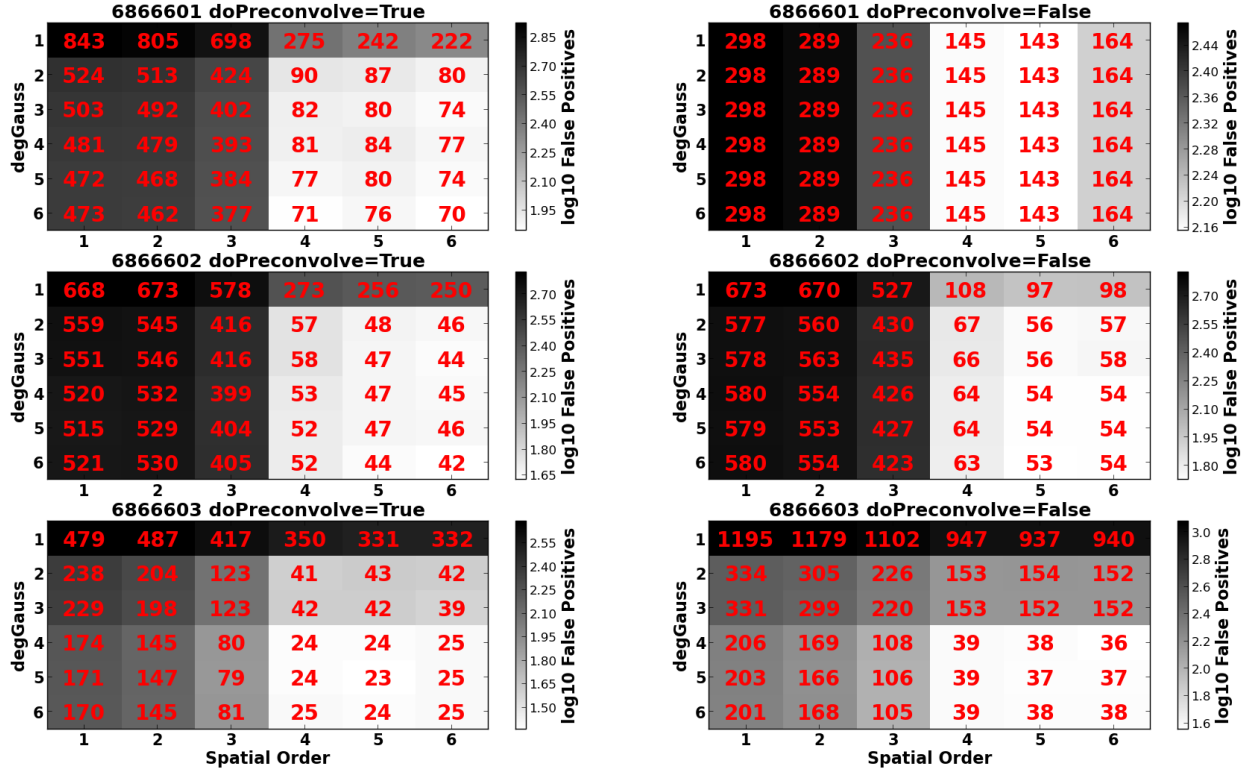 6866601 doPreconvolve=True
degGauss
1 843 805 698 275 242 222
2 524 513 424 90 87 80
3 503 492 402 82 80 74
4 481 479 393 81 84 77
5 472 468 384 77 80 74
6 473 462 377 71 76 70
1 2 3 4 5 6
2.85
2.70
2.55
2.40
2.25
2.10
1.95
log10 False Positives
6866601 doPreconvolve=False
degGauss
1 298 289 236 145 143 164
2 298 289 236 145 143 164
3 298 289 236 145 143 164
4 298 289 236 145 143 164
5 298 289 236 145 143 164
6 298 289 236 145 143 164
1 2 3 4 5 6
2.44
2.40
2.36
2.32
2.28
2.24
2.20
2.16
log10 False Positives
6866602 doPreconvolve=True
degGauss
1 668 673 578 273 256 250
2 559 545 416 57 48 46
3 551 546 416 58 47 44
4 520 532 399 53 47 45
5 515 529 404 52 47 46
6 521 530 405 52 44 42
1 2 3 4 5 6
2.70
2.55
2.40
2.25
2.10
1.95
1.80
1.65
log10 False Positives
6866602 doPreconvolve=False
degGauss
1 673 670 527 108 97 98
2 577 560 430 67 56 57
3 578 563 435 66 56 58
4 580 554 426 64 54 54
5 579 553 427 64 54 54
6 580 554 423 63 53 54
1 2 3 4 5 6
2.70
2.55
2.40
2.25
2.10
1.95
1.80
log10 False Positives
6866603 doPreconvolve=True
degGauss
1 479 487 417 350 331 332
2 238 204 123 41 43 42
3 229 198 123 42 42 39
4 174 145 80 24 24 25
5 171 147 79 24 23 25
6 170 145 81 25 24 25
1 2 3 4 5 6
Spatial Order
2.55
2.40
2.25
2.10
1.95
1.80
1.65
1.50
log10 False Positives
6866603 doPreconvolve=False
degGauss
1 1195 1179 1102 947 937 940
2 334 305 226 153 154 152
3 331 299 220 153 152 152
4 206 169 108 39 38 36
5 203 166 106 39 37 37
6 201 168 105 39 38 38
1 2 3 4 5 6
Spatial Order
3.0
2.8
2.6
2.4
2.2
2.0
1.8
1.6
log10 False Positives